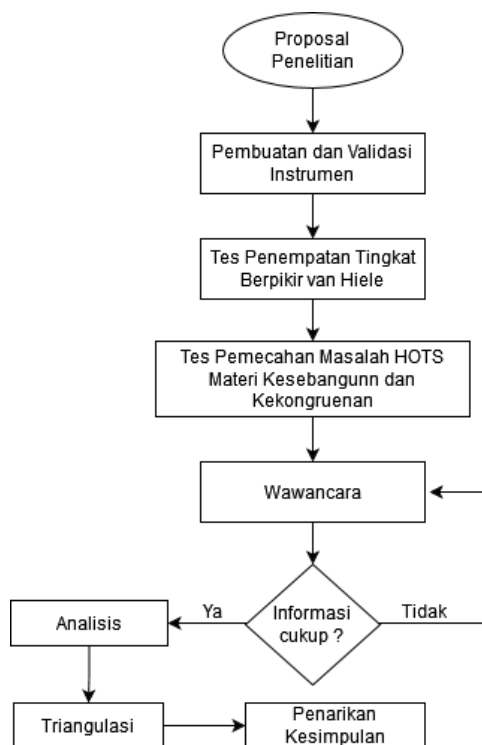 Proposal
Penelitian
Pembuatan dan Validasi
Instrumen
Tes Penempatan Tingkat
Berpikir van Hiele
Tes Pemecahan Masalah HOTS
Materi Kesebangunn dan
Kekongruenan
Wawancara
Informasi
cukup ?
Ya
Tidak
Analisis
Triangulasi
Penarikan
Kesimpulan